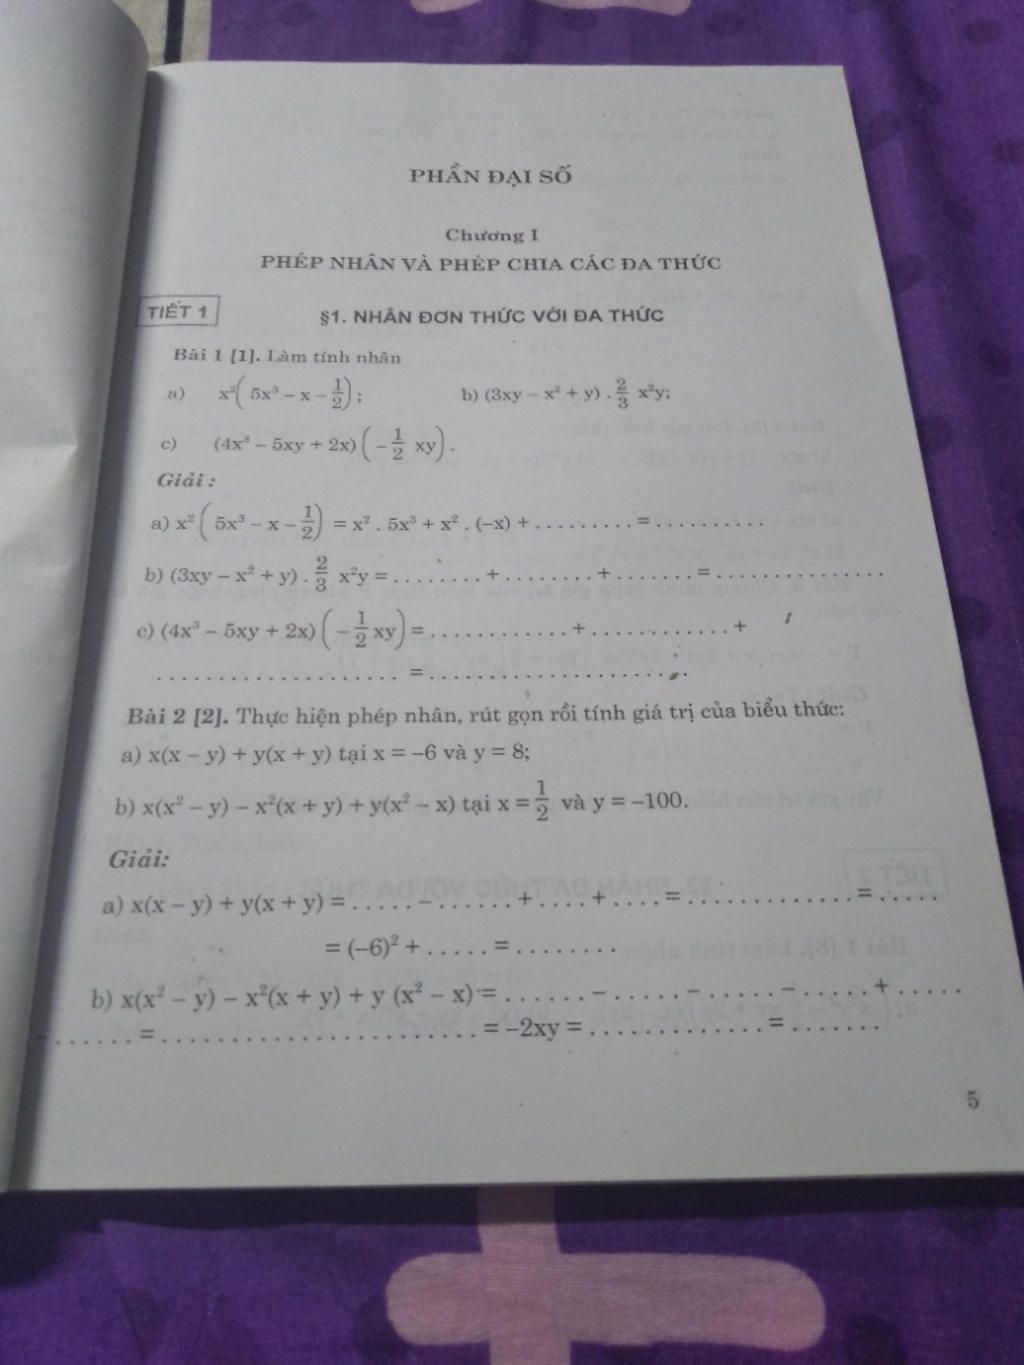 PHẦN ĐẠI SỐ
Chương I
PHÉP NHÂN VÀ PHÉP CHIA CÁC ĐA THỨC
TIẾT 1
§1. NHÂN ĐƠN THỨC VỚI ĐA THỨC
Bài 1 [1]. Làm tính nhân
a) x²(5x³ – x – 1/2); b) (3xy – x² + y) . 2/3 x²y;
c) (4x³ – 5xy + 2x)(–1/2 xy).
Giải :
a) x²(5x³ – x – 1/2) = x² . 5x³ + x² . (–x) + . . . . . . . . . = . . . . . . . . . .
b) (3xy – x² + y) . 2/3 x²y = . . . . . . . . + . . . . . . . . + . . . . . . . = . . . . . . . . . . . . . . .
c) (4x³ – 5xy + 2x)(–1/2 xy) = . . . . . . . . . . . . + . . . . . . . . . . . . +
. . . . . . . . . . . . . . . . . . . . . = . . . . . . . . . . . . . . . . . . . . . . .
Bài 2 [2]. Thực hiện phép nhân, rút gọn rồi tính giá trị của biểu thức:
a) x(x – y) + y(x + y) tại x = –6 và y = 8;
b) x(x² – y) – x²(x + y) + y(x² – x) tại x = 1/2 và y = –100.
Giải:
a) x(x – y) + y(x + y) = . . . . . – . . . . . . + . . . . + . . . . = . . . . . . . . . . . . . = . . . . .
= (–6)² + . . . . . = . . . . . . . .
b) x(x² – y) – x²(x + y) + y (x² – x) = . . . . . . – . . . . . – . . . . . – . . . . . + . . . . .
– . . . . . . = . . . . . . . . . . . . . . . . . . . . . . . = –2xy = . . . . . . . . . . . . . = . . . . . . .
5